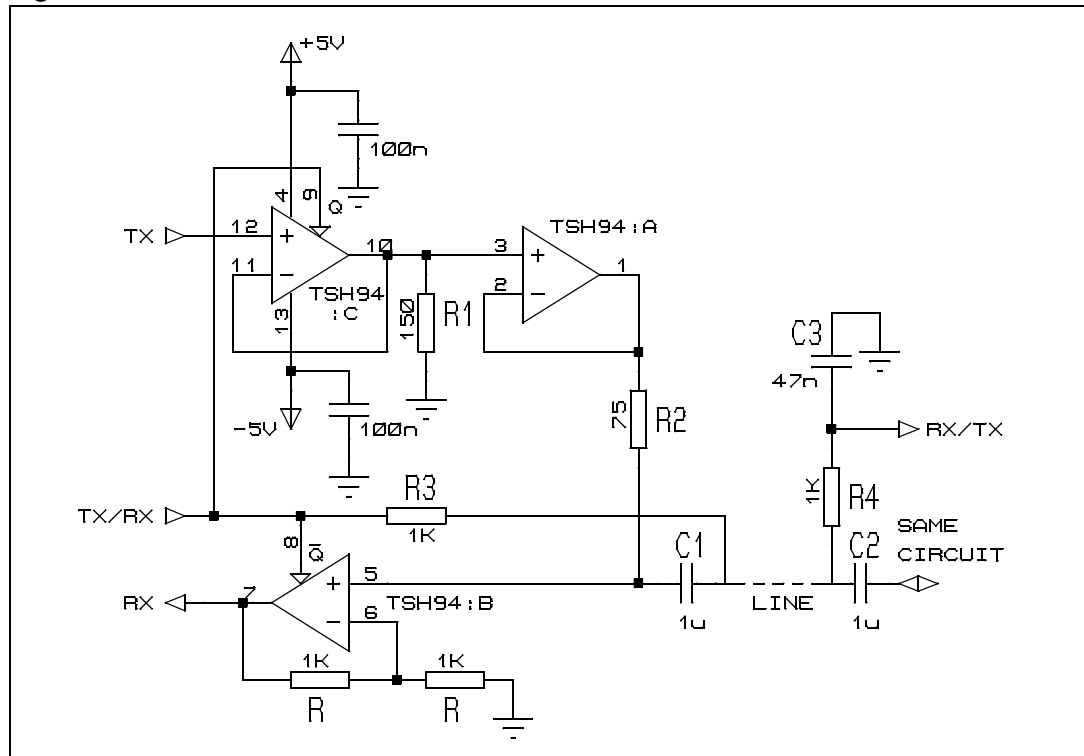 +5V
100n
4
9
Q
TX
12
+
11
−
10
TSH94
:C
13
-5V
100n
150
R1
TSH94:A
3
+
2
−
1
75
R2
C3
47n
RX/TX
1K
R4
SAME
CIRCUIT
C2
1u
LINE
C1
1u
TX/RX
R3
1K
8
Q̅
RX
7
+
5
TSH94:B
−
6
1K
R
1K
R